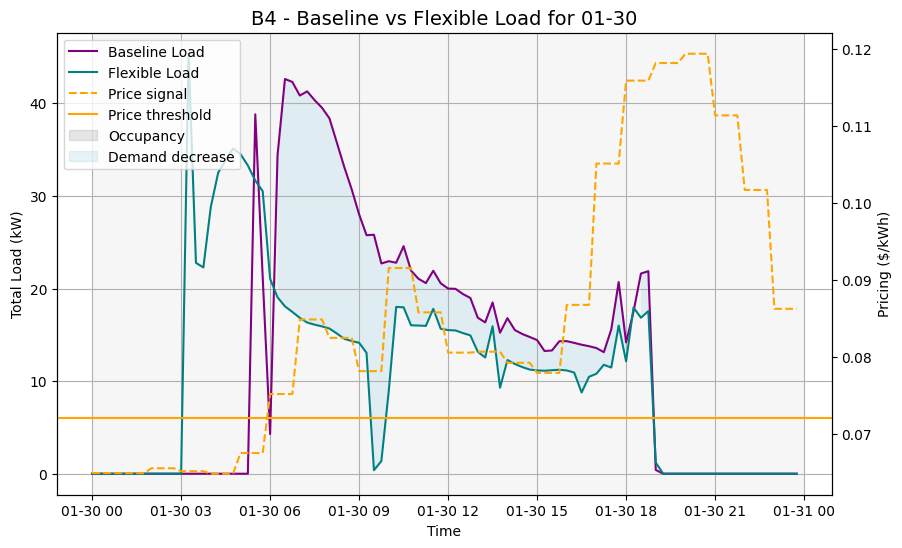 B4 - Baseline vs Flexible Load for 01-30
Baseline Load
Flexible Load
Price signal
Price threshold
Occupancy
Demand decrease
Total Load (kW)
40
30
20
10
0
0.12
0.11
0.10
0.09
0.08
0.07
Pricing ($/kWh)
01-30 00 01-30 03 01-30 06 01-30 09 01-30 12 01-30 15 01-30 18 01-30 21 01-31 00
Time